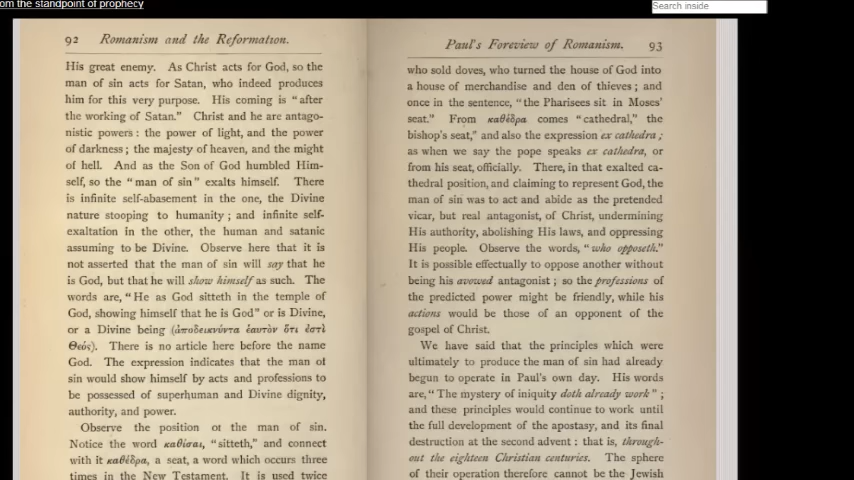 om the standpoint of prophecy
Search inside
92 Romanism and the Reformation.
His great enemy. As Christ acts for God, so the
man of sin acts for Satan, who indeed produces
him for this very purpose. His coming is “after
the working of Satan.” Christ and he are antago-
nistic powers: the power of light, and the power
of darkness; the majesty of heaven, and the might
of hell. And as the Son of God humbled Him-
self, so the “man of sin” exalts himself. There
is infinite self-abasement in the one, the Divine
nature stooping to humanity; and infinite self-
exaltation in the other, the human and satanic
assuming to be Divine. Observe here that it is
not asserted that the man of sin will say that he
is God, but that he will show himself as such. The
words are, “He as God sitteth in the temple of
God, showing himself that he is God” or is Divine,
or a Divine being (ἀποδεικνύντα ἑαυτὸν ὅτι ἐστὶ
Θεός). There is no article here before the name
God. The expression indicates that the man of
sin would show himself by acts and professions to
be possessed of superhuman and Divine dignity,
authority, and power.
Observe the position of the man of sin.
Notice the word καθίσαι, “sitteth,” and connect
with it καθέδρα, a seat, a word which occurs three
times in the New Testament. It is used twice
Paul's Foreview of Romanism. 93
who sold doves, who turned the house of God into
a house of merchandise and den of thieves; and
once in the sentence, “the Pharisees sit in Moses'
seat.” From καθέδρα comes “cathedral,” the
bishop's seat,” and also the expression ex cathedra;
as when we say the pope speaks ex cathedra, or
from his seat, officially. There, in that exalted ca-
thedral position, and claiming to represent God, the
man of sin was to act and abide as the pretended
vicar, but real antagonist, of Christ, undermining
His authority, abolishing His laws, and oppressing
His people. Observe the words, “who opposeth.”
It is possible effectually to oppose another without
being his avowed antagonist; so the professions of
the predicted power might be friendly, while his
actions would be those of an opponent of the
gospel of Christ.
We have said that the principles which were
ultimately to produce the man of sin had already
begun to operate in Paul's own day. His words
are, “The mystery of iniquity doth already work”;
and these principles would continue to work until
the full development of the apostasy, and its final
destruction at the second advent: that is, through-
out the eighteen Christian centuries. The sphere
of their operation therefore cannot be the Jewish